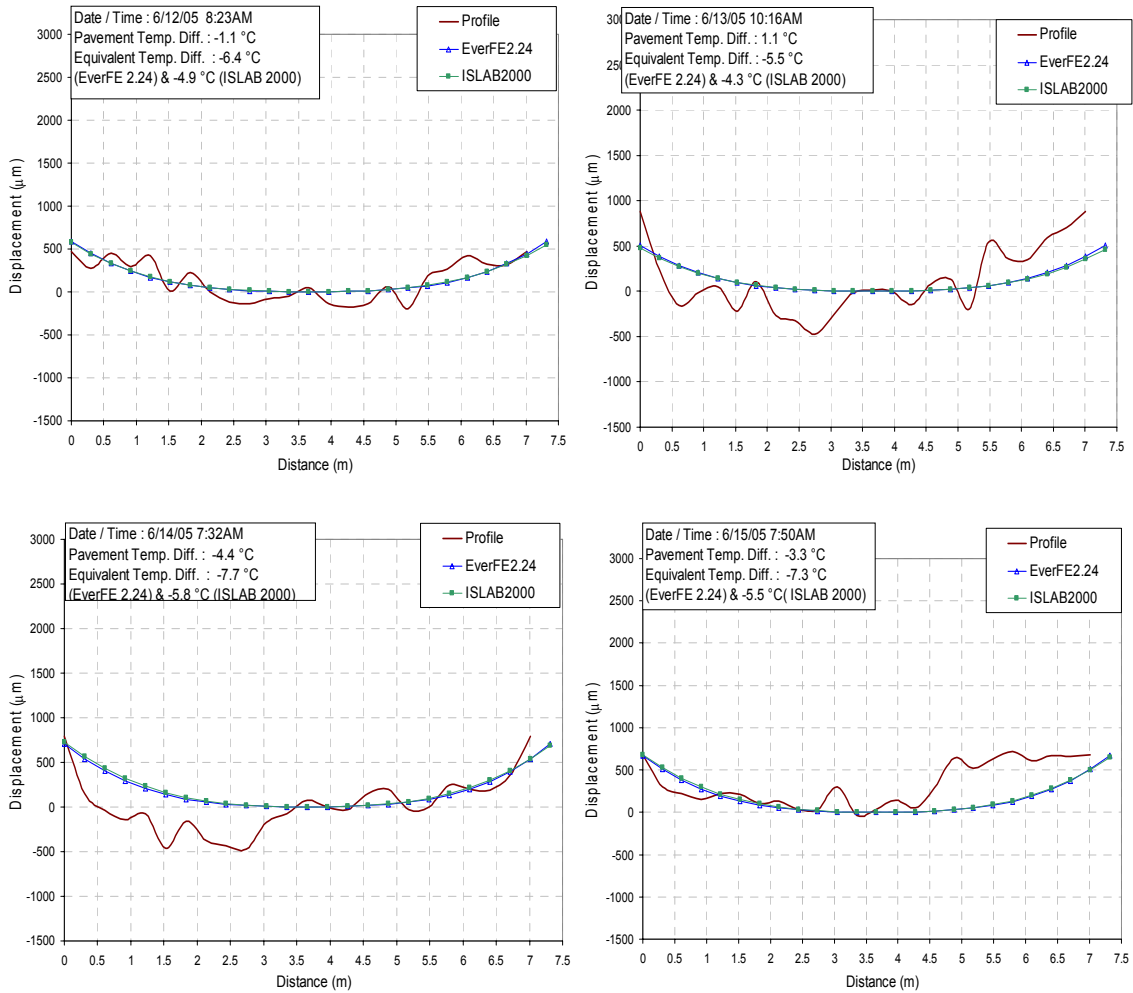 Date / Time : 6/12/05 8:23AM
Pavement Temp. Diff. : -1.1 °C
Equivalent Temp. Diff. : -6.4 °C
(EverFE 2.24) & -4.9 °C (ISLAB 2000)
Profile
EverFE2.24
ISLAB2000
3000
2500
2000
1500
1000
500
0
-500
-1000
-1500
Displacement (μm)
0 0.5 1 1.5 2 2.5 3 3.5 4 4.5 5 5.5 6 6.5 7 7.5
Distance (m)
Date / Time : 6/13/05 10:16AM
Pavement Temp. Diff. : 1.1 °C
Equivalent Temp. Diff. : -5.5 °C
(EverFE 2.24) & -4.3 °C (ISLAB 2000)
Profile
EverFE2.24
ISLAB2000
3000
2500
2000
1500
1000
500
0
-500
-1000
-1500
Displacement (μm)
0 0.5 1 1.5 2 2.5 3 3.5 4 4.5 5 5.5 6 6.5 7 7.5
Distance (m)
Date / Time : 6/14/05 7:32AM
Pavement Temp. Diff. : -4.4 °C
Equivalent Temp. Diff. : -7.7 °C
(EverFE 2.24) & -5.8 °C (ISLAB 2000)
Profile
EverFE2.24
ISLAB2000
3000
2500
2000
1500
1000
500
0
-500
-1000
-1500
Displacement (μm)
0 0.5 1 1.5 2 2.5 3 3.5 4 4.5 5 5.5 6 6.5 7 7.5
Distance (m)
Date / Time : 6/15/05 7:50AM
Pavement Temp. Diff. : -3.3 °C
Equivalent Temp. Diff. : -7.3 °C
(EverFE 2.24) & -5.5 °C( ISLAB 2000)
Profile
EverFE2.24
ISLAB2000
3000
2500
2000
1500
1000
500
0
-500
-1000
-1500
Displacement (μm)
0 0.5 1 1.5 2 2.5 3 3.5 4 4.5 5 5.5 6 6.5 7 7.5
Distance (m)